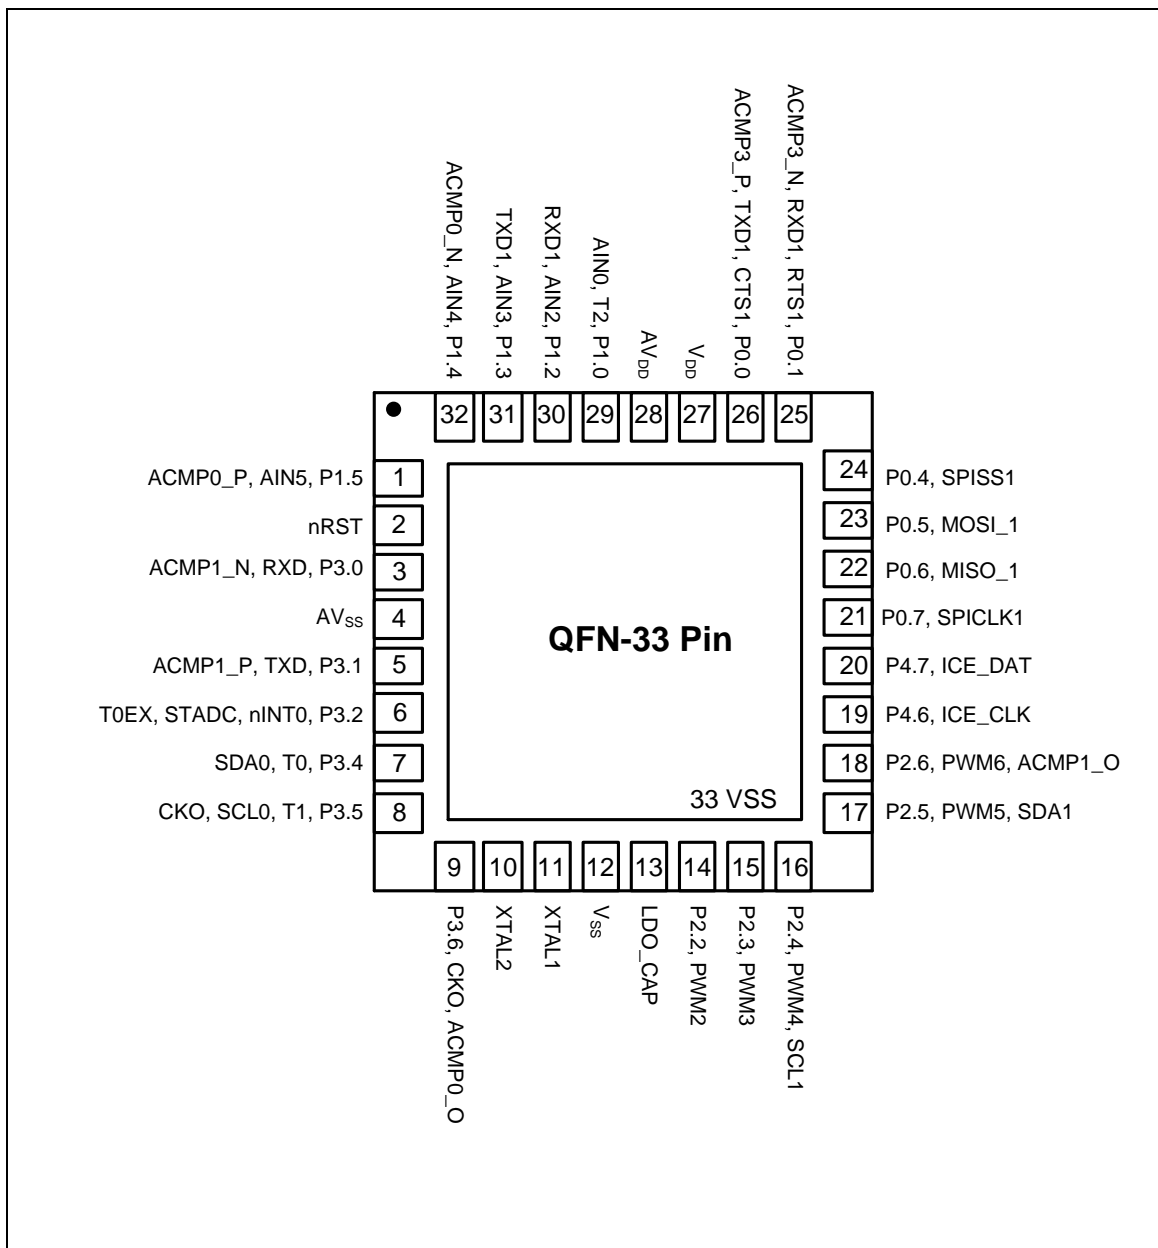 ACMP0_N, AIN4, P1.4
TXD1, AIN3, P1.3
RXD1, AIN2, P1.2
AIN0, T2, P1.0
AVDD
VDD
ACMP3_P, TXD1, CTS1, P0.0
ACMP3_N, RXD1, RTS1, P0.1
32 31 30 29 28 27 26 25
ACMP0_P, AIN5, P1.5 1
nRST 2
ACMP1_N, RXD, P3.0 3
AVSS 4
ACMP1_P, TXD, P3.1 5
T0EX, STADC, nINT0, P3.2 6
SDA0, T0, P3.4 7
CKO, SCL0, T1, P3.5 8
QFN-33 Pin
33 VSS
24 P0.4, SPISS1
23 P0.5, MOSI_1
22 P0.6, MISO_1
21 P0.7, SPICLK1
20 P4.7, ICE_DAT
19 P4.6, ICE_CLK
18 P2.6, PWM6, ACMP1_O
17 P2.5, PWM5, SDA1
9 10 11 12 13 14 15 16
P3.6, CKO, ACMP0_O
XTAL2
XTAL1
VSS
LDO_CAP
P2.2, PWM2
P2.3, PWM3
P2.4, PWM4, SCL1